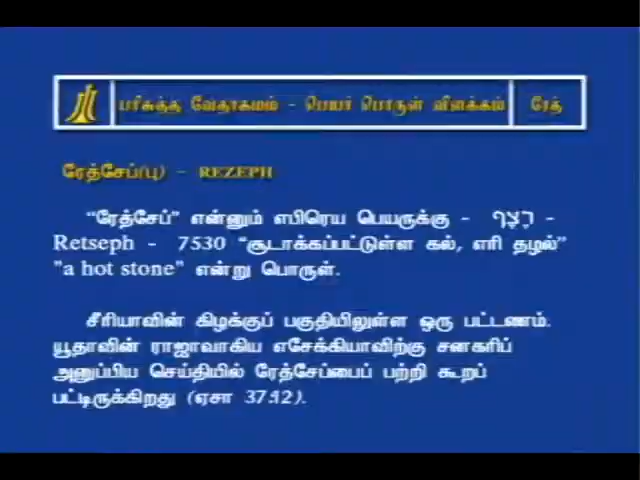 பரிசுத்த வேதாகமம் - பெயர் பொருள் விளக்கம் ரேத்
ரேத்சேப்(பு) - REZEPH
"ரேத்சேப்" என்னும் எபிரெய பெயருக்கு - רֶצֶף -
Retseph - 7530 "சூடாக்கப்பட்டுள்ள கல், எரி தழல்"
"a hot stone" என்று பொருள்.
சீரியாவின் கிழக்குப் பகுதியிலுள்ள ஒரு பட்டணம்.
யூதாவின் ராஜாவாகிய எசேக்கியாவிற்கு சனகரிப்
அனுப்பிய செய்தியில் ரேத்சேப்பைப் பற்றி கூறப்
பட்டிருக்கிறது (ஏசா 37:12).